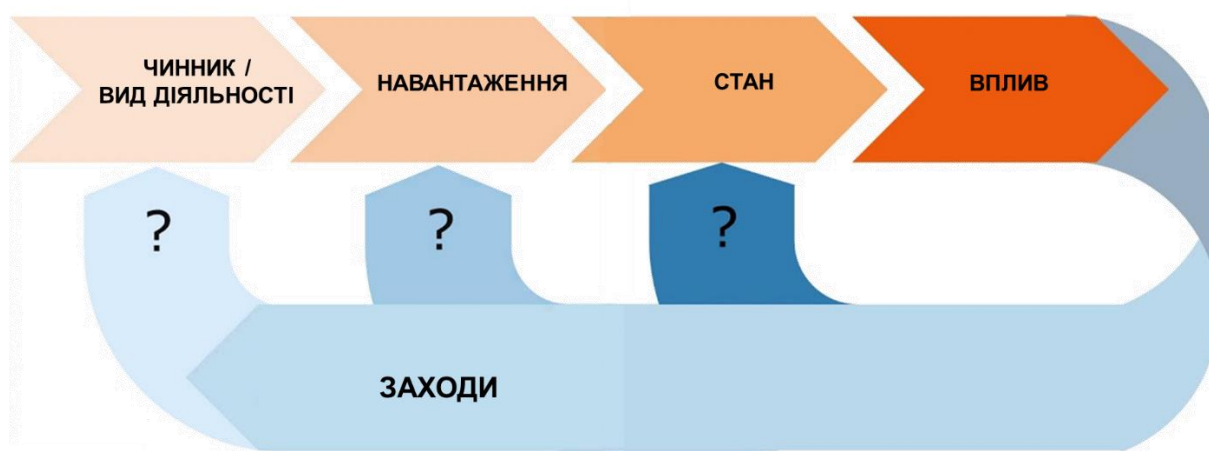 ЧИННИК /
ВИД ДІЯЛЬНОСТІ
НАВАНТАЖЕННЯ
СТАН
ВПЛИВ
?
?
?
ЗАХОДИ